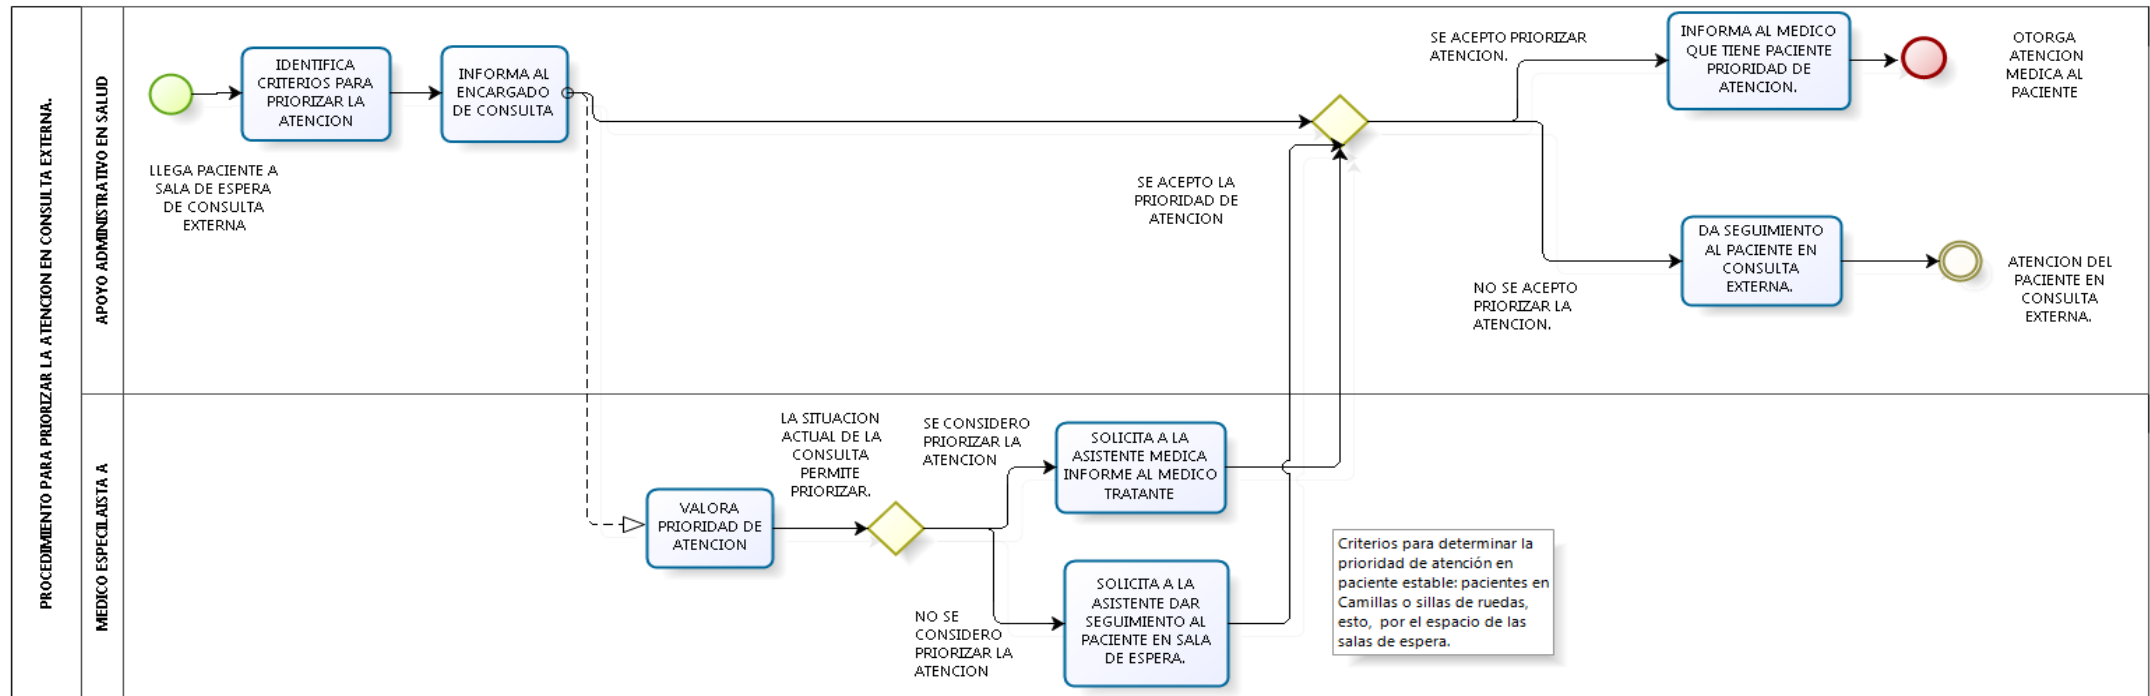 PROCEDIMIENTO PARA PRIORIZAR LA ATENCION EN CONSULTA EXTERNA.
APOYO ADMINISTRATIVO EN SALUD
LLEGA PACIENTE A
SALA DE ESPERA
DE CONSULTA
EXTERNA
IDENTIFICA
CRITERIOS PARA
PRIORIZAR LA
ATENCION
INFORMA AL
ENCARGADO
DE CONSULTA
SE ACEPTO LA
PRIORIDAD DE
ATENCION
SE ACEPTO PRIORIZAR
ATENCION.
INFORMA AL MEDICO
QUE TIENE PACIENTE
PRIORIDAD DE
ATENCION.
OTORGA
ATENCION
MEDICA AL
PACIENTE
NO SE ACEPTO
PRIORIZAR LA
ATENCION.
DA SEGUIMIENTO
AL PACIENTE EN
CONSULTA
EXTERNA.
ATENCION DEL
PACIENTE EN
CONSULTA
EXTERNA.
MEDICO ESPECILAISTA A
VALORA
PRIORIDAD DE
ATENCION
LA SITUACION
ACTUAL DE LA
CONSULTA
PERMITE
PRIORIZAR.
SE CONSIDERO
PRIORIZAR LA
ATENCION
SOLICITA A LA
ASISTENTE MEDICA
INFORME AL MEDICO
TRATANTE
NO SE
CONSIDERO
PRIORIZAR LA
ATENCION
SOLICITA A LA
ASISTENTE DAR
SEGUIMIENTO AL
PACIENTE EN SALA
DE ESPERA.
Criterios para determinar la
prioridad de atención en
paciente estable: pacientes en
Camillas o sillas de ruedas,
esto, por el espacio de las
salas de espera.